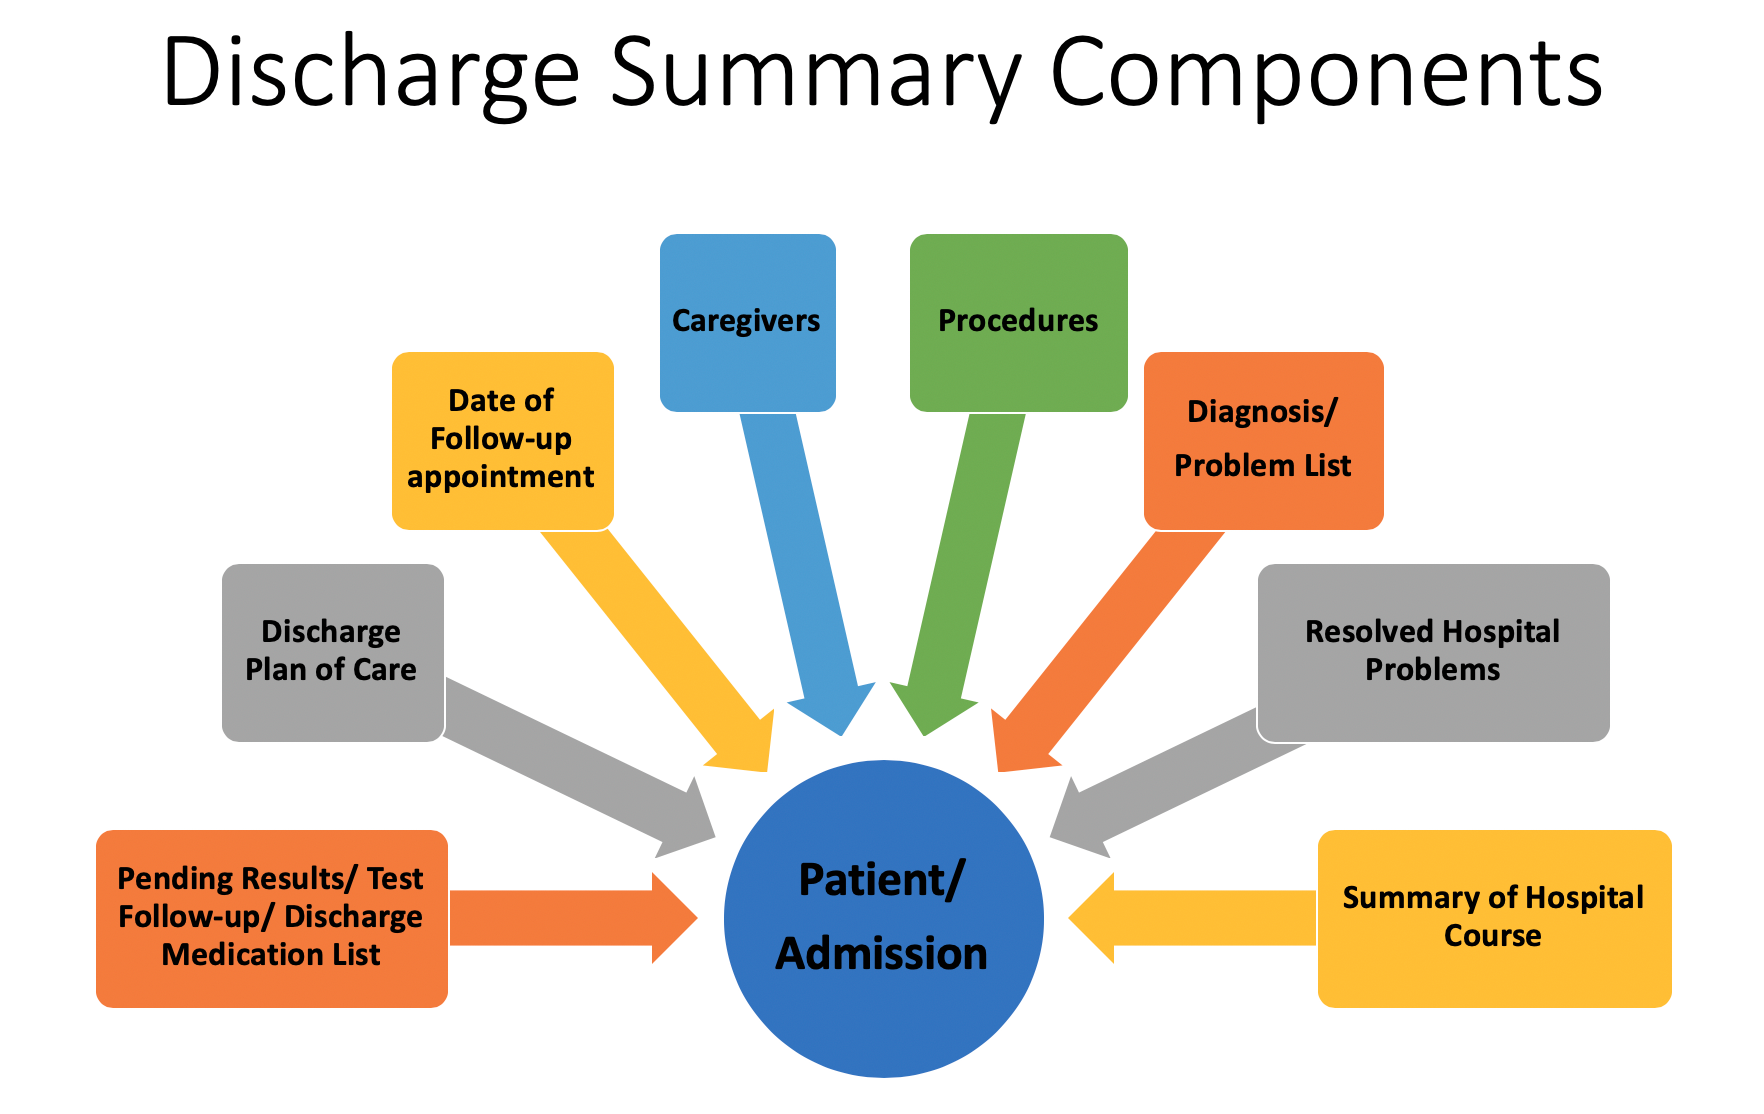 Discharge Summary Components
Caregivers
Procedures
Date of
Follow-up
appointment
Diagnosis/
Problem List
Discharge
Plan of Care
Resolved Hospital
Problems
Pending Results/ Test
Follow-up/ Discharge
Medication List
Patient/
Admission
Summary of Hospital
Course